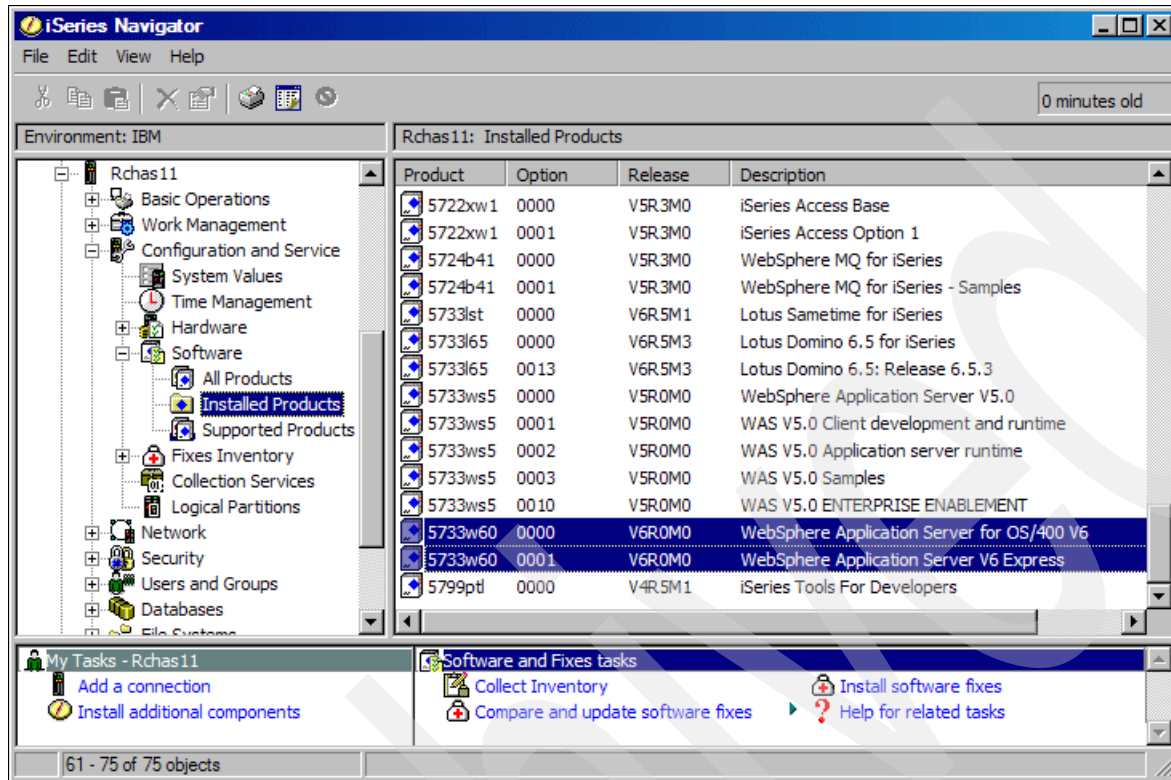 iSeries Navigator
File Edit View Help
0 minutes old
Environment: IBM
Rchas11: Installed Products
Rchas11
Basic Operations
Work Management
Configuration and Service
System Values
Time Management
Hardware
Software
All Products
Installed Products
Supported Products
Fixes Inventory
Collection Services
Logical Partitions
Network
Security
Users and Groups
Databases
File Systems
Product Option Release Description
5722xw1 0000 V5R3M0 iSeries Access Base
5722xw1 0001 V5R3M0 iSeries Access Option 1
5724b41 0000 V5R3M0 WebSphere MQ for iSeries
5724b41 0001 V5R3M0 WebSphere MQ for iSeries - Samples
5733lst 0000 V6R5M1 Lotus Sametime for iSeries
5733l65 0000 V6R5M3 Lotus Domino 6.5 for iSeries
5733l65 0013 V6R5M3 Lotus Domino 6.5: Release 6.5.3
5733ws5 0000 V5R0M0 WebSphere Application Server V5.0
5733ws5 0001 V5R0M0 WAS V5.0 Client development and runtime
5733ws5 0002 V5R0M0 WAS V5.0 Application server runtime
5733ws5 0003 V5R0M0 WAS V5.0 Samples
5733ws5 0010 V5R0M0 WAS V5.0 ENTERPRISE ENABLEMENT
5733w60 0000 V6R0M0 WebSphere Application Server for OS/400 V6
5733w60 0001 V6R0M0 WebSphere Application Server V6 Express
5799ptl 0000 V4R5M1 iSeries Tools For Developers
My Tasks - Rchas11
Add a connection
Install additional components
Software and Fixes tasks
Collect Inventory
Compare and update software fixes
Install software fixes
Help for related tasks
61 - 75 of 75 objects